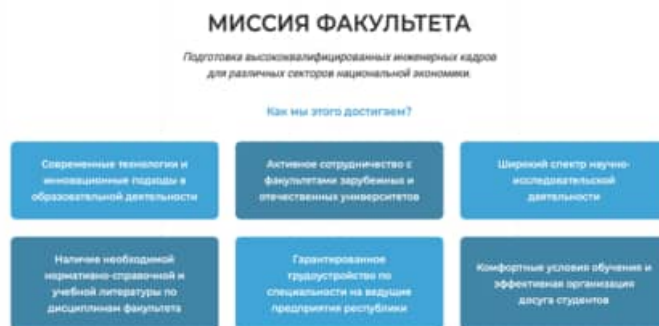 МИССИЯ ФАКУЛЬТЕТА
Подготовка высококвалифицированных инженерных кадров
для различных секторов национальной экономики.
Как мы этого достигаем?
Современные технологии и
инновационные подходы в
образовательной деятельности
Активное сотрудничество с
факультетами зарубежных и
отечественных университетов
Широкий спектр научно-
исследовательской
деятельности
Наличие необходимой
нормативно-справочной и
учебной литературы по
дисциплинам факультета
Гарантированное
трудоустройство по
специальности на ведущие
предприятия республики
Комфортные условия обучения и
эффективная организация
досуга студентов